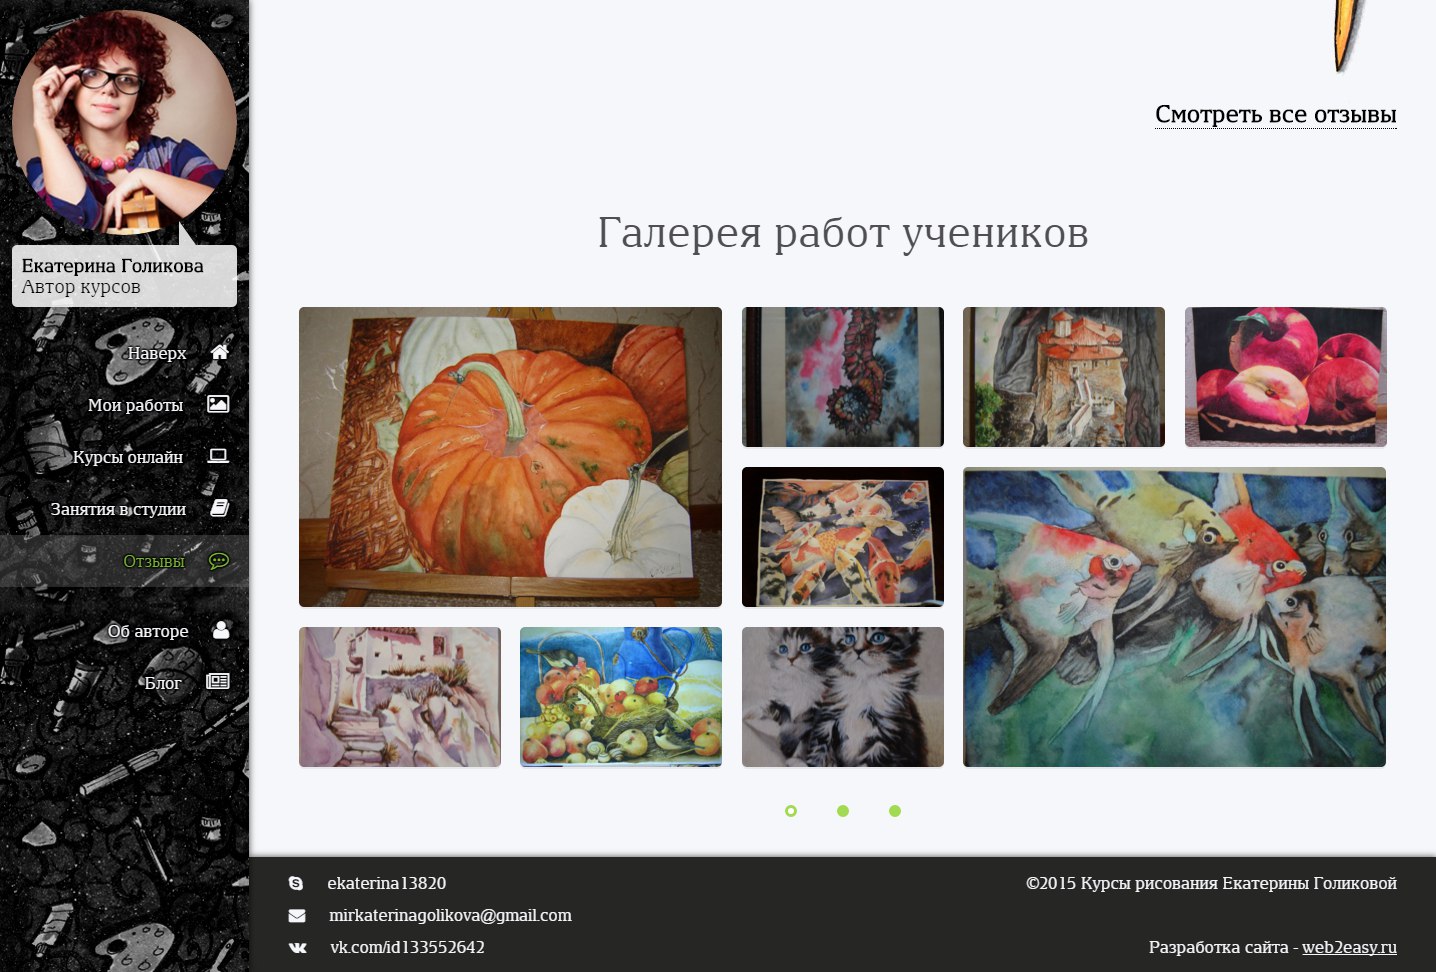 Екатерина Голикова
Автор курсов
Наверх
Мои работы
Курсы онлайн
Занятия в студии
Отзывы
Об авторе
Блог
Смотреть все отзывы
Галерея работ учеников
ekaterina13820
mirkaterinagolikova@gmail.com
vk.com/id133552642
©2015 Курсы рисования Екатерины Голиковой
Разработка сайта - web2easy.ru